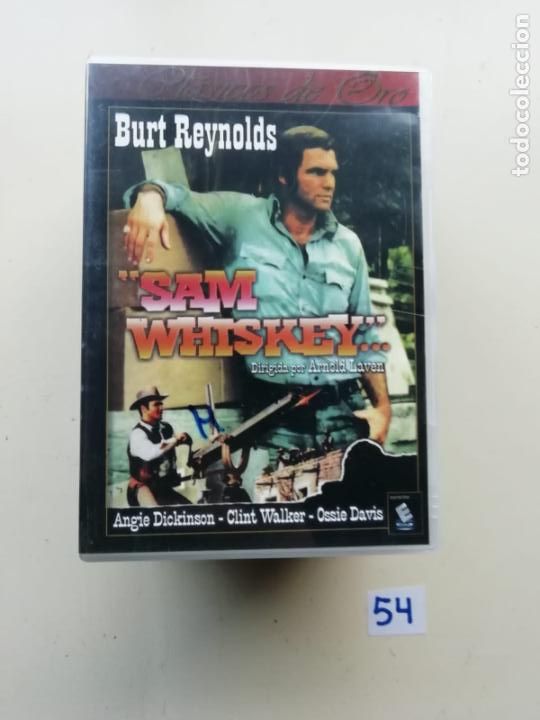 Clásicos de Oro
Burt Reynolds
"SAM
WHISKEY"...
Dirigida por Arnold Laven
H
Angie Dickinson - Clint Walker - Ossie Davis
E
54
todocoleccion